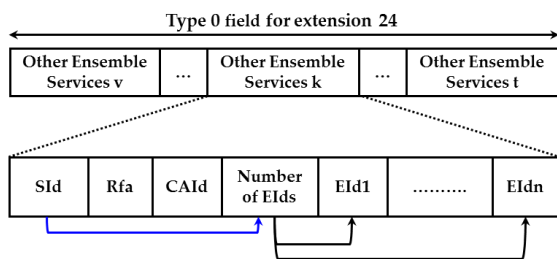 Type 0 field for extension 24
Other Ensemble Services v
...
Other Ensemble Services k
...
Other Ensemble Services t
SId
Rfa
CAId
Number of EIds
EId1
..........
EIdn